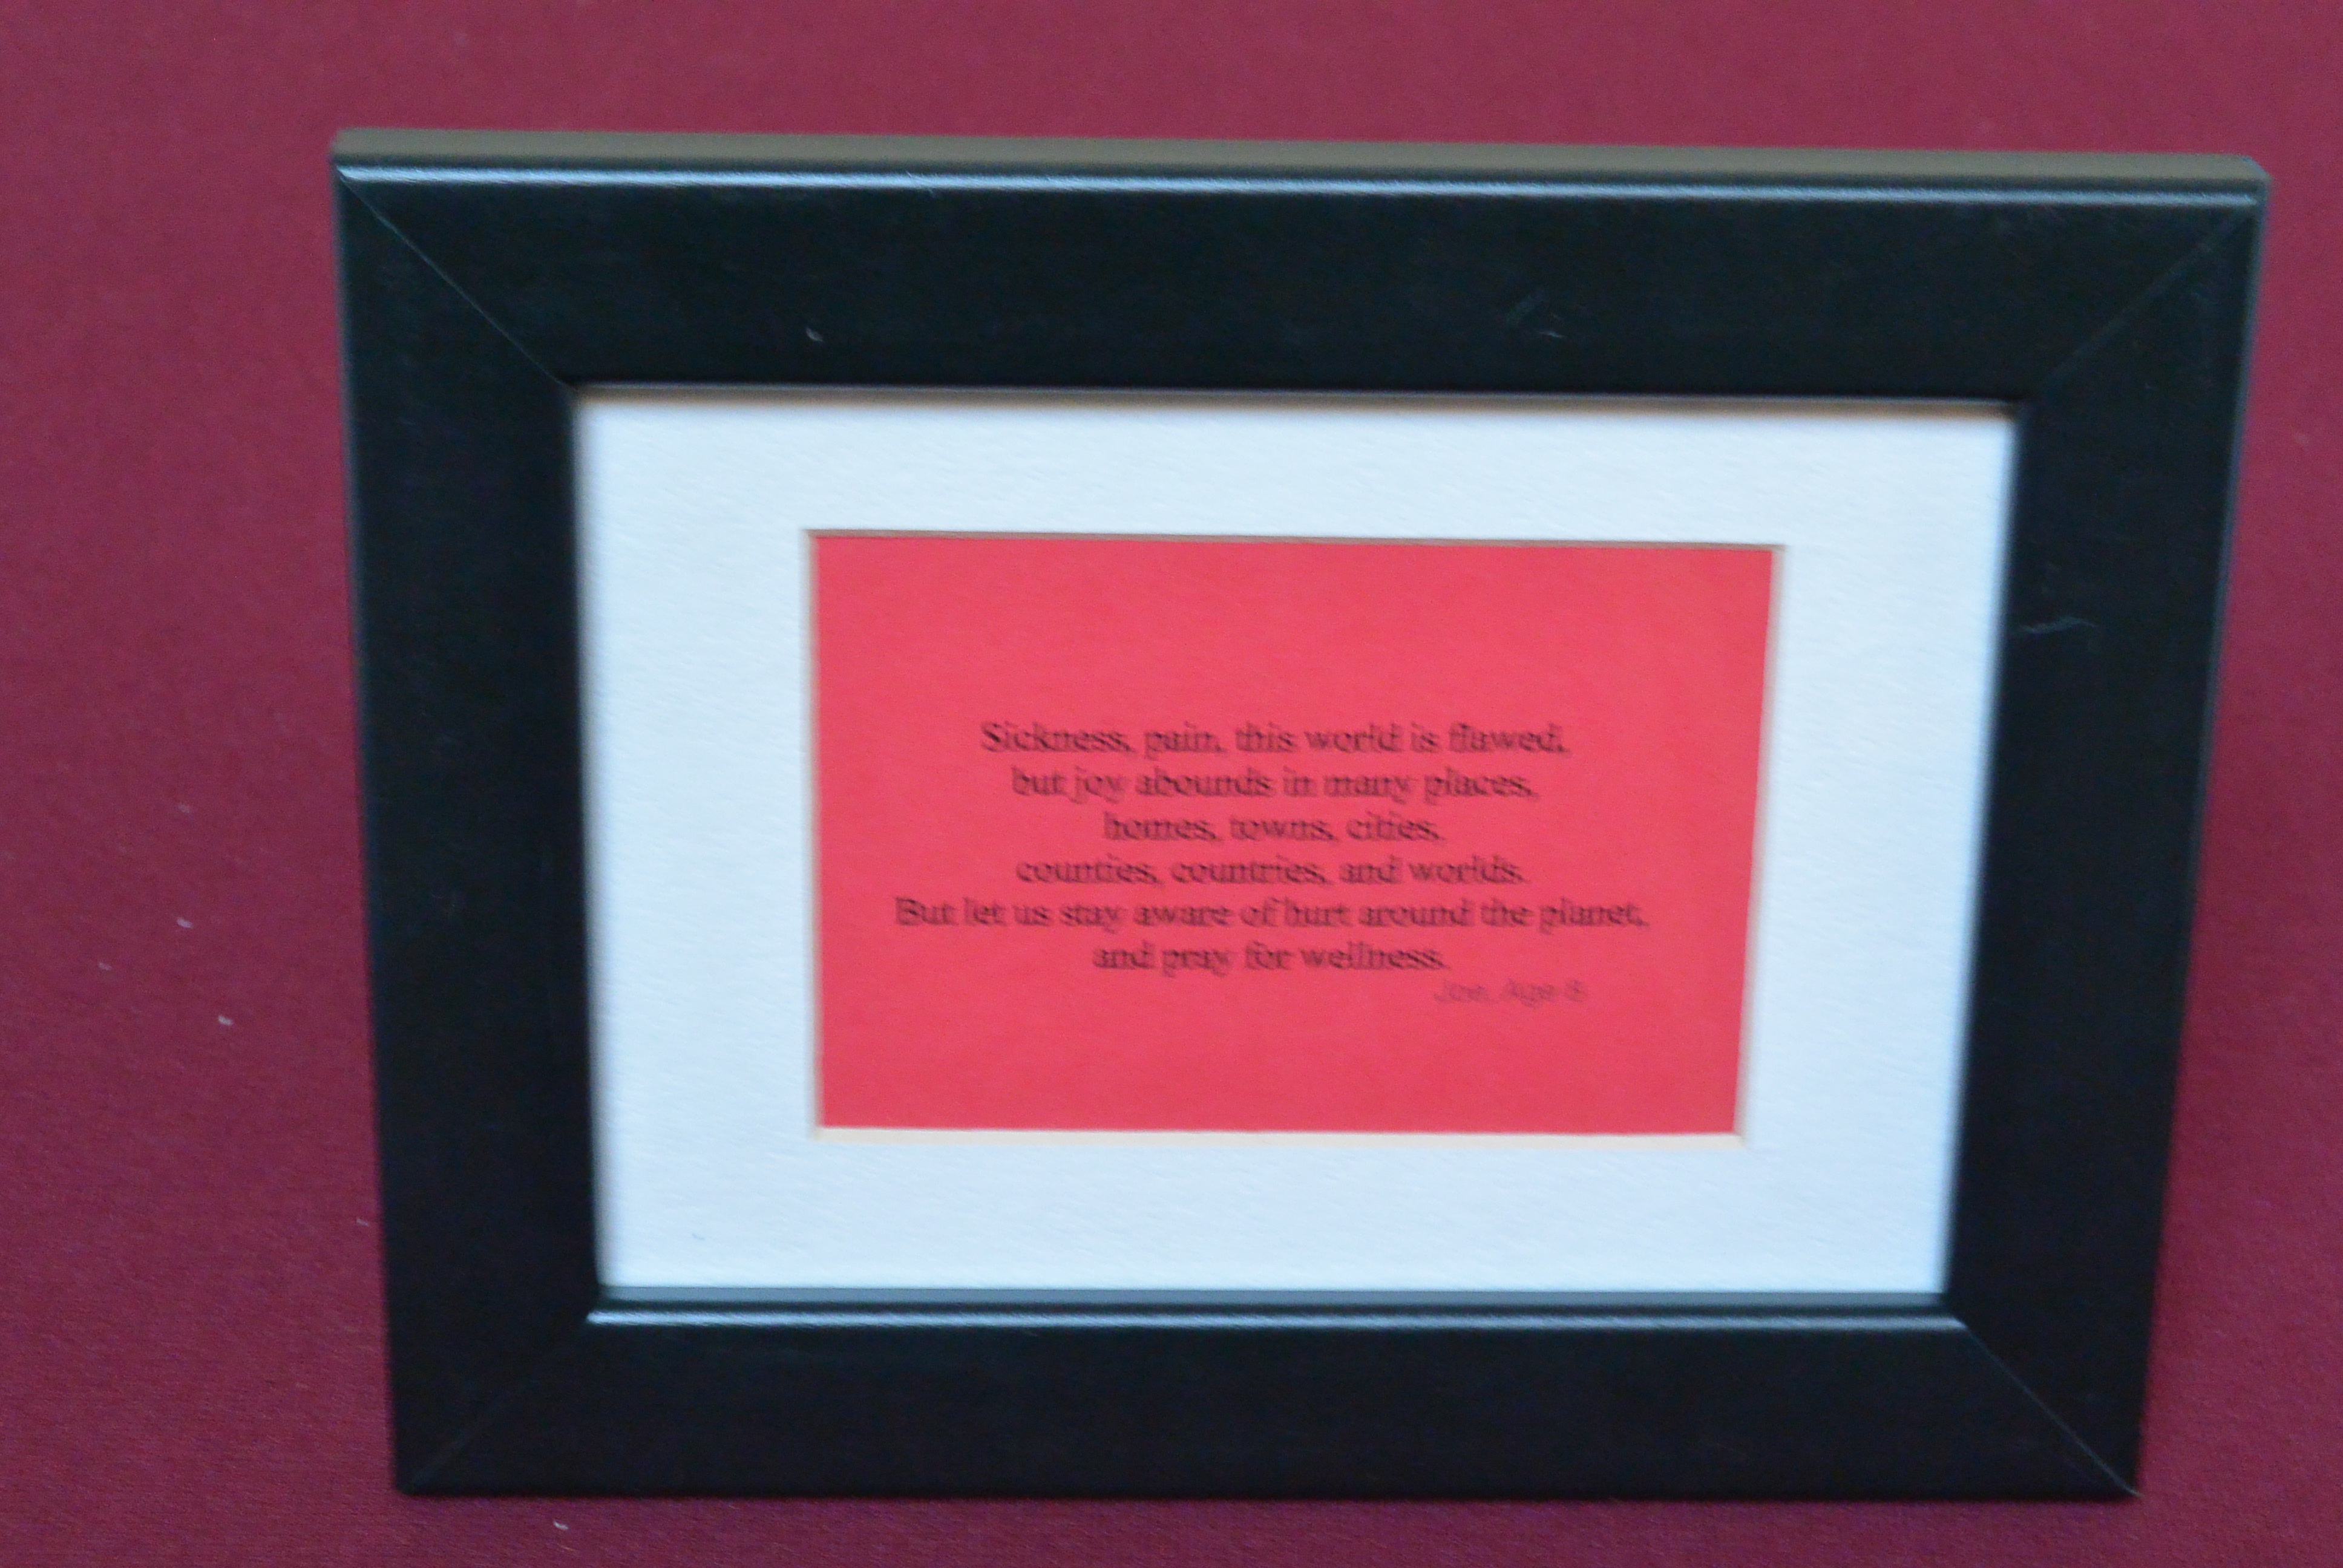 Sickness, pain, this world is flawed,
but joy abounds in many places,
homes, towns, cities,
counties, countries, and worlds.
But let us stay aware of hurt around the planet,
and pray for wellness.
Age 8